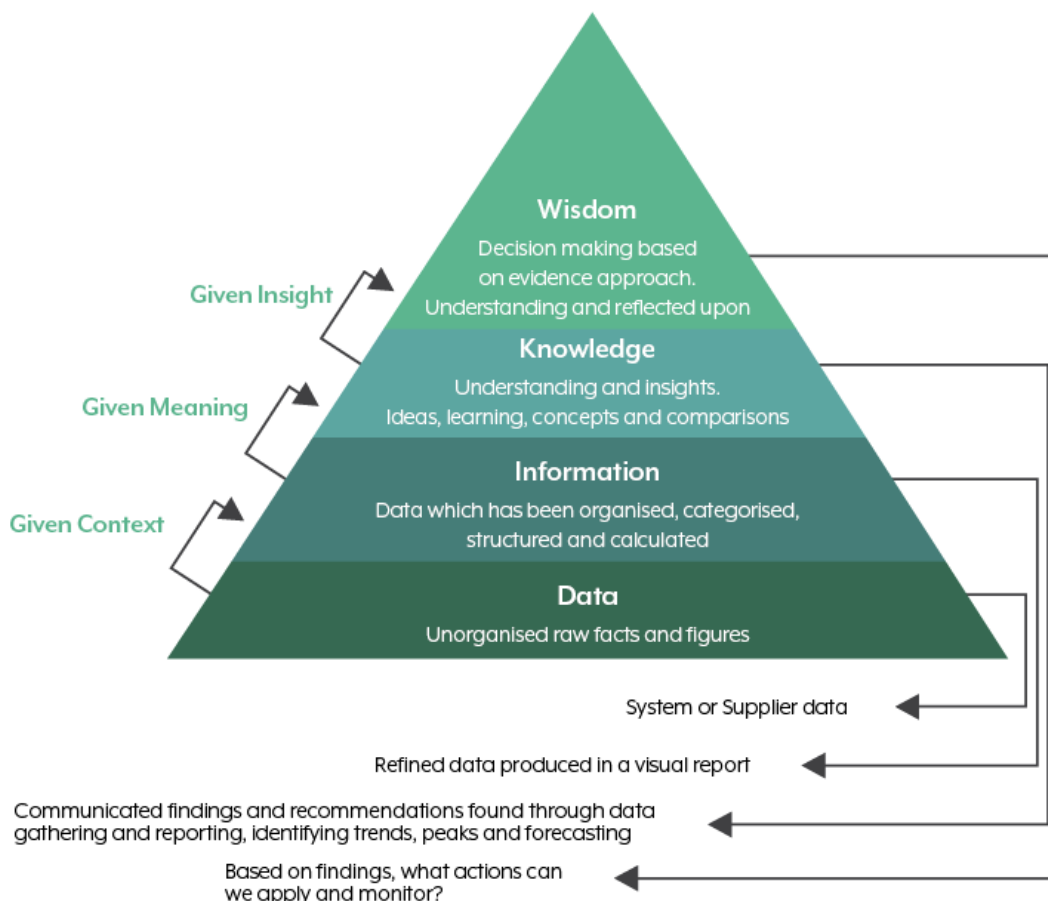 Wisdom
Decision making based
on evidence approach.
Understanding and reflected upon
Given Insight
Knowledge
Understanding and insights.
Ideas, learning, concepts and comparisons
Given Meaning
Information
Data which has been organised, categorised,
structured and calculated
Given Context
Data
Unorganised raw facts and figures
System or Supplier data
Refined data produced in a visual report
Communicated findings and recommendations found through data
gathering and reporting, identifying trends, peaks and forecasting
Based on findings, what actions can
we apply and monitor?